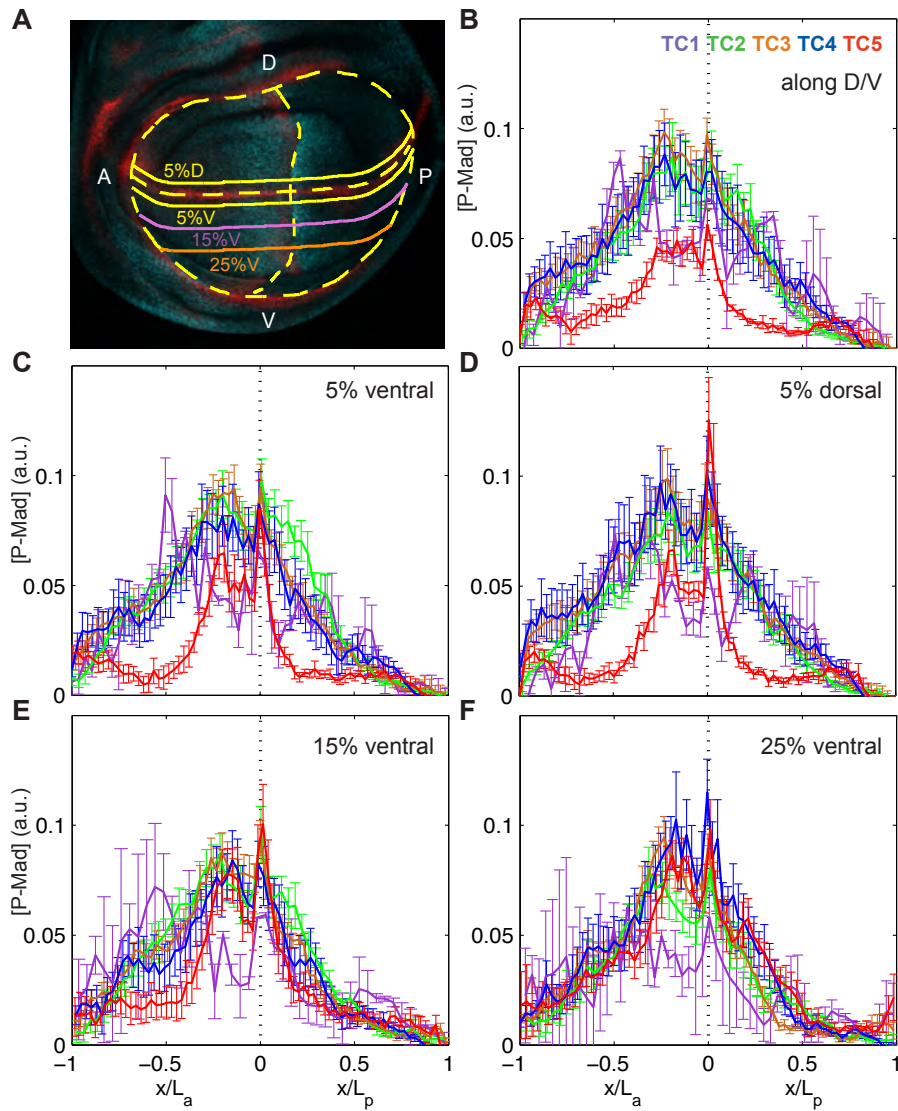 A
D
A
P
5%D
5%V
15%V
25%V
V
B
TC1 TC2 TC3 TC4 TC5
along D/V
[P-Mad] (a.u.)
0.1
0.05
0
C
5% ventral
[P-Mad] (a.u.)
0.1
0.05
0
D
5% dorsal
0.1
0.05
0
E
15% ventral
[P-Mad] (a.u.)
0.1
0.05
0
−1 −0.5 0 0.5 1
x/La x/Lp
F
25% ventral
0.1
0.05
0
−1 −0.5 0 0.5 1
x/La x/Lp